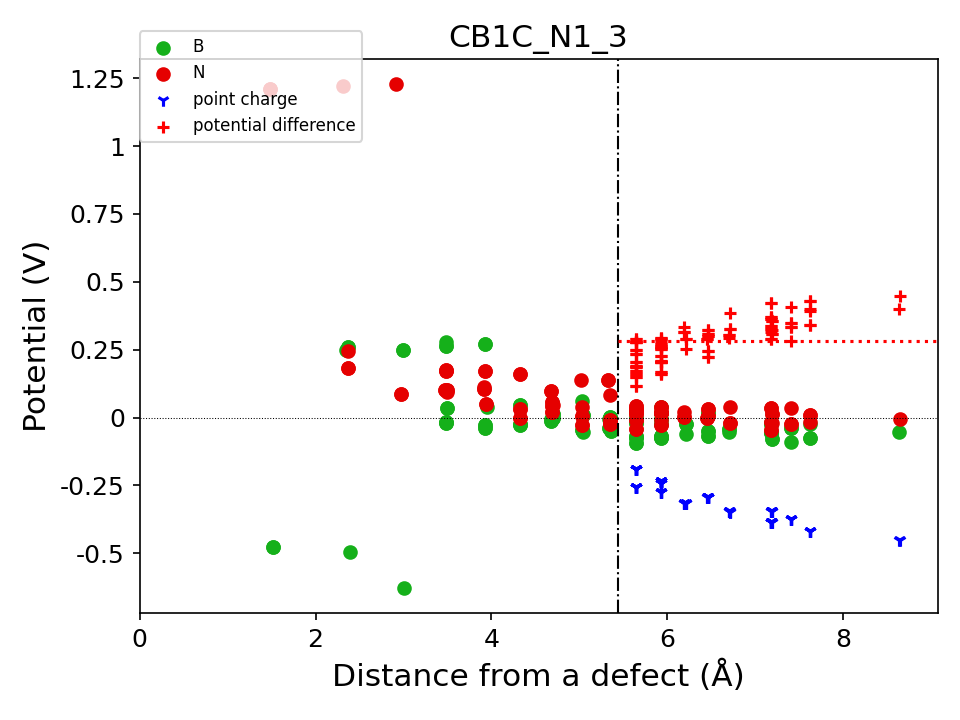 CB1C_N1_3
B
N
point charge
potential difference
1.25
1
0.75
0.5
0.25
0
-0.25
-0.5
Potential (V)
0 2 4 6 8
Distance from a defect (Å)